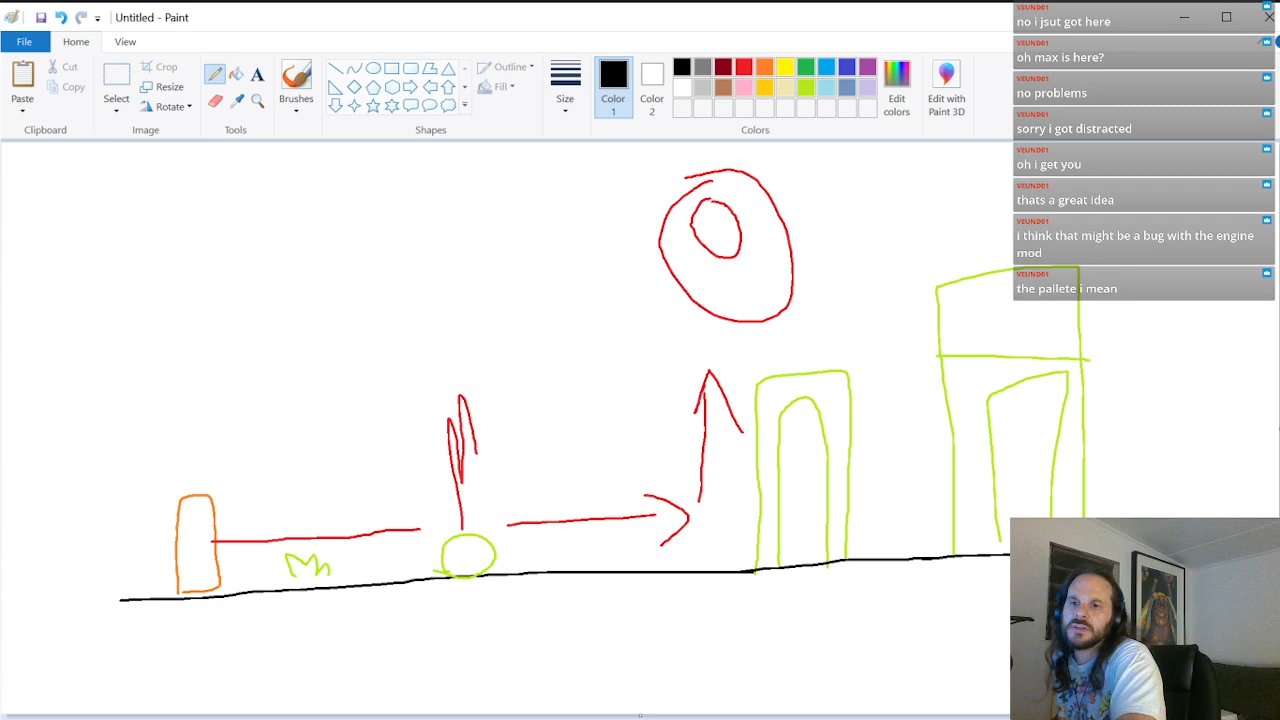 Untitled - Paint
File
Home
View
Paste
Cut
Copy
Clipboard
Select
Crop
Resize
Rotate
Image
A
Tools
Brushes
Outline
Fill
Shapes
Size
Color
1
Color
2
Colors
Edit
colors
Edit with
Paint 3D
VEUND01
no i jsut got here
VEUND01
oh max is here?
VEUND01
no problems
VEUND01
sorry i got distracted
VEUND01
oh i get you
VEUND01
thats a great idea
VEUND01
i think that might be a bug with the engine
mod
VEUND01
the pallete i mean